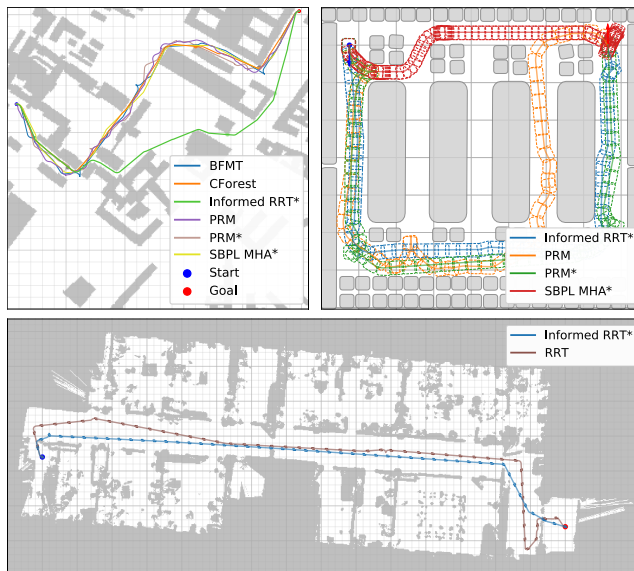 BFMT
CForest
Informed RRT*
PRM
PRM*
SBPL MHA*
Start
Goal
Informed RRT*
PRM
PRM*
SBPL MHA*
Informed RRT*
RRT